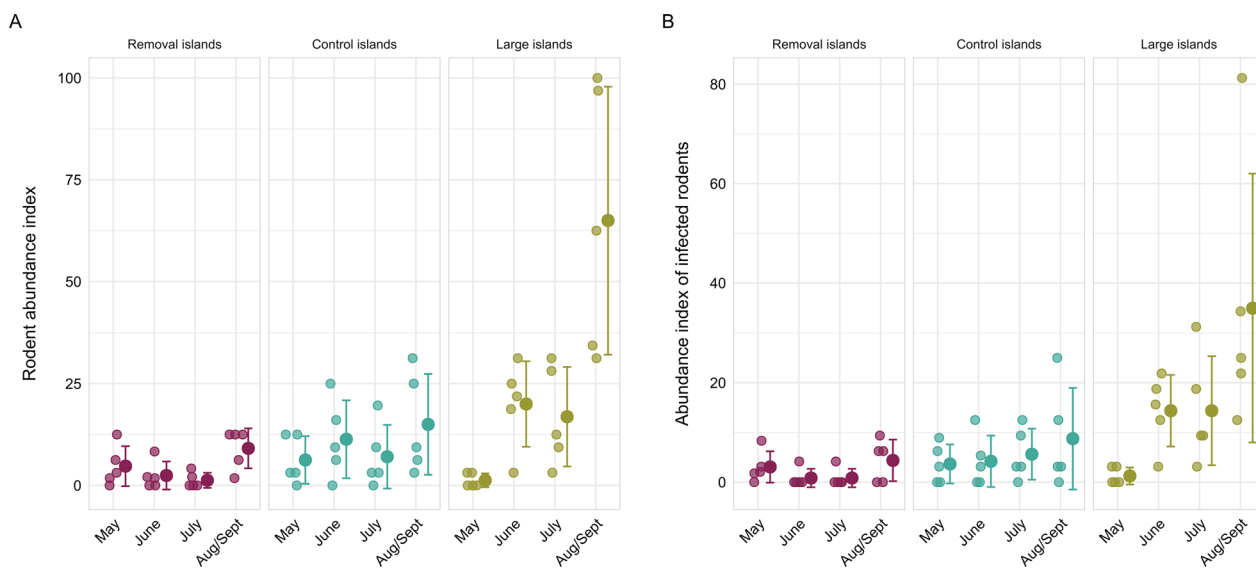 A
Removal islands
Control islands
Large islands
Rodent abundance index
100
75
50
25
0
May
June
July
Aug/Sept
May
June
July
Aug/Sept
May
June
July
Aug/Sept
B
Removal islands
Control islands
Large islands
Abundance index of infected rodents
80
60
40
20
0
May
June
July
Aug/Sept
May
June
July
Aug/Sept
May
June
July
Aug/Sept